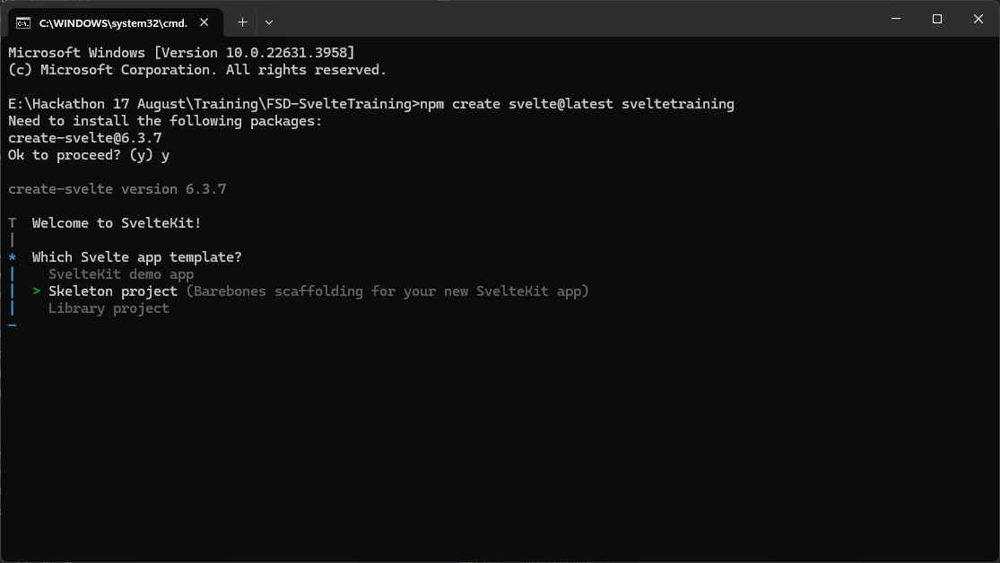 C:\WINDOWS\system32\cmd.
Microsoft Windows [Version 10.0.22631.3958]
(c) Microsoft Corporation. All rights reserved.
E:\Hackathon 17 August\Training\FSD-SvelteTraining>npm create svelte@latest sveltetraining
Need to install the following packages:
create-svelte@6.3.7
Ok to proceed? (y) y
create-svelte version 6.3.7
T  Welcome to SvelteKit!
|
*  Which Svelte app template?
|    SvelteKit demo app
|  > Skeleton project (Barebones scaffolding for your new SvelteKit app)
|    Library project
—